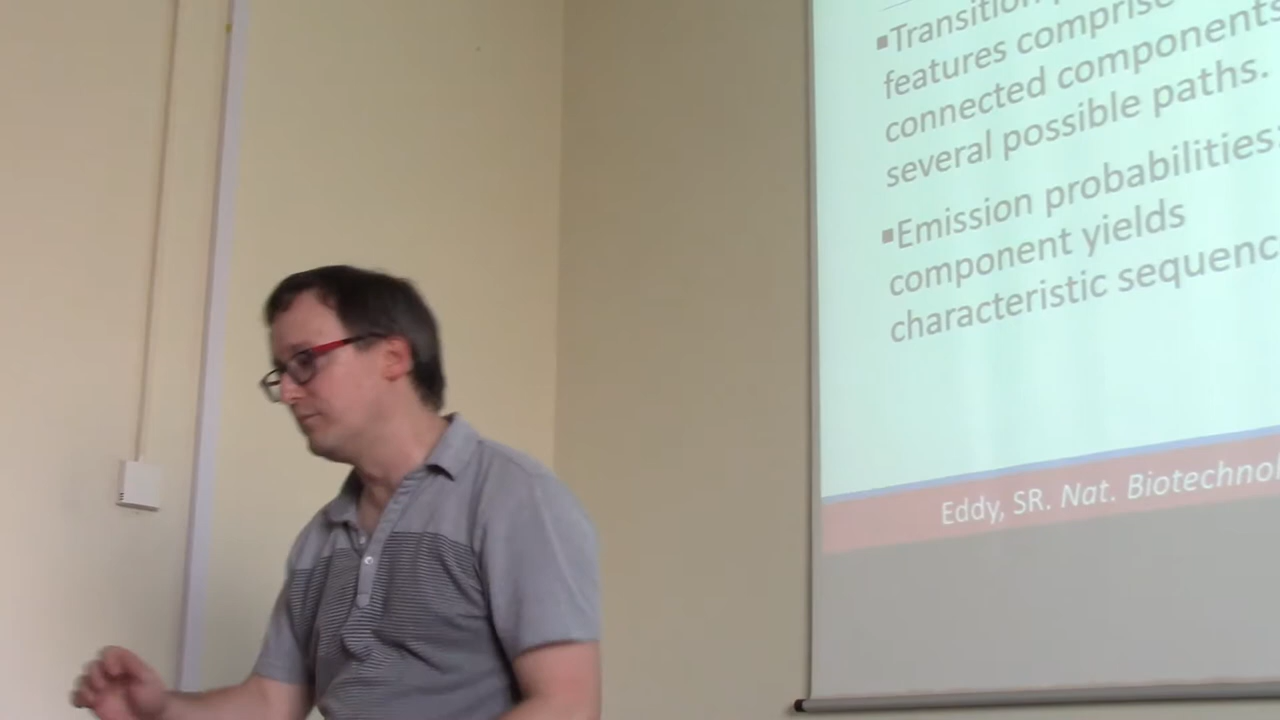 ▪Transition
features comprise
connected components
several possible paths.
▪Emission probabilities:
component yields
characteristic sequenc
Eddy, SR. Nat. Biotechnol